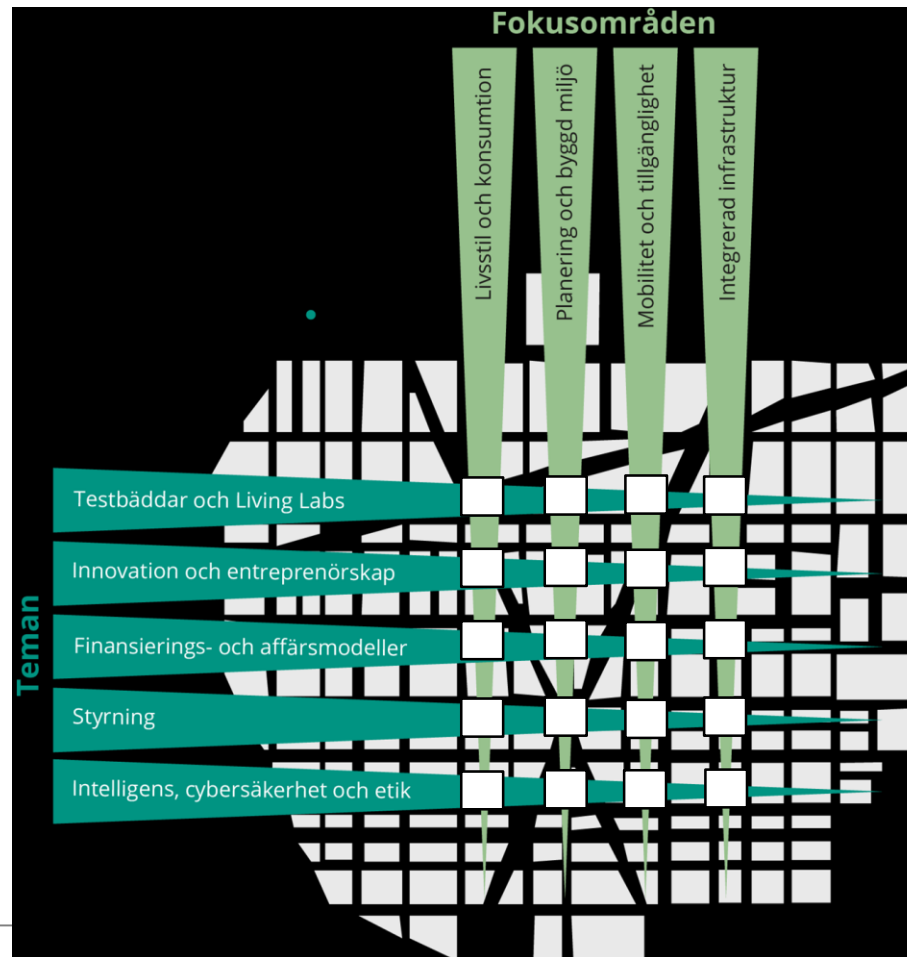 Fokusområden
Livsstil och konsumtion
Planering och byggd miljö
Mobilitet och tillgänglighet
Integrerad infrastruktur
Teman
Testbäddar och Living Labs
Innovation och entreprenörskap
Finansierings- och affärsmodeller
Styrning
Intelligens, cybersäkerhet och etik